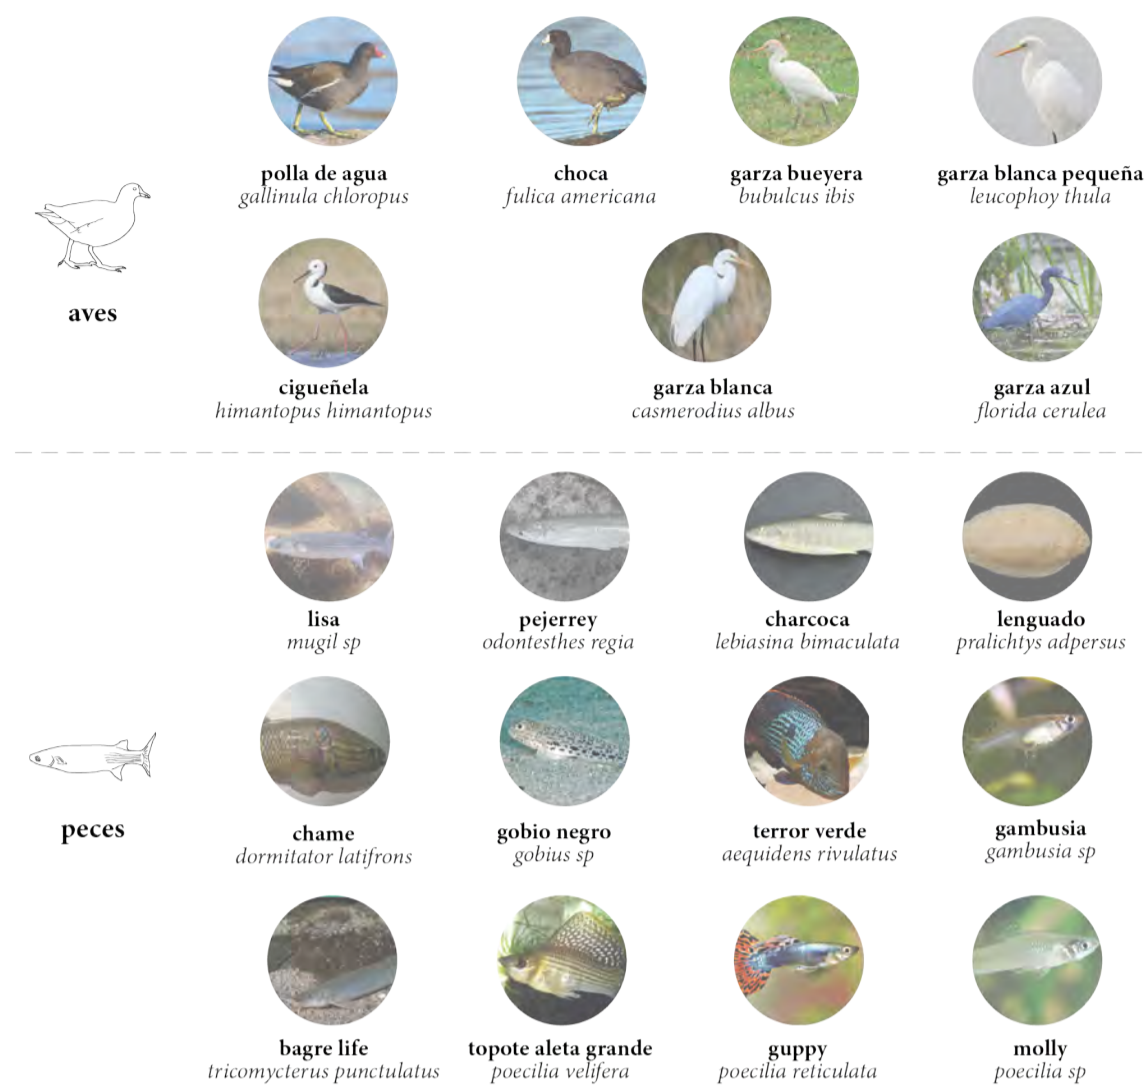 polla de agua
gallinula chloropus
choca
fulica americana
garza bueyera
bubulcus ibis
garza blanca pequeña
leucophoy thula
aves
cigueñela
himantopus himantopus
garza blanca
casmerodius albus
garza azul
florida cerulea
lisa
mugil sp
pejerrey
odontesthes regia
charcoca
lebiasina bimaculata
lenguado
pralichtys adpersus
peces
chame
dormitator latifrons
gobio negro
gobius sp
terror verde
aequidens rivulatus
gambusia
gambusia sp
bagre life
tricomycterus punctulatus
topote aleta grande
poecilia velifera
guppy
poecilia reticulata
molly
poecilia sp